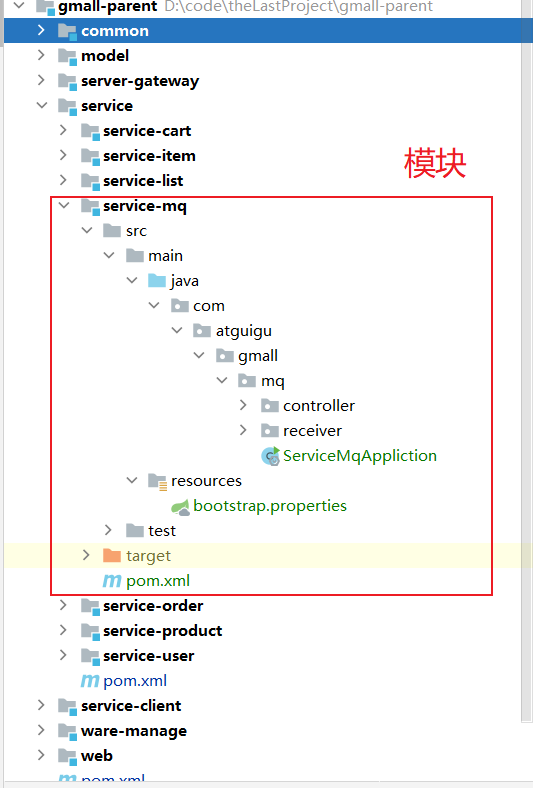 gmall-parent D:\code\theLastProject\gmall-parent
common
model
server-gateway
service
service-cart
service-item
service-list
模块
service-mq
src
main
java
com
atguigu
gmall
mq
controller
receiver
ServiceMqAppliction
resources
bootstrap.properties
test
target
pom.xml
service-order
service-product
service-user
pom.xml
service-client
ware-manage
web
pom.xml